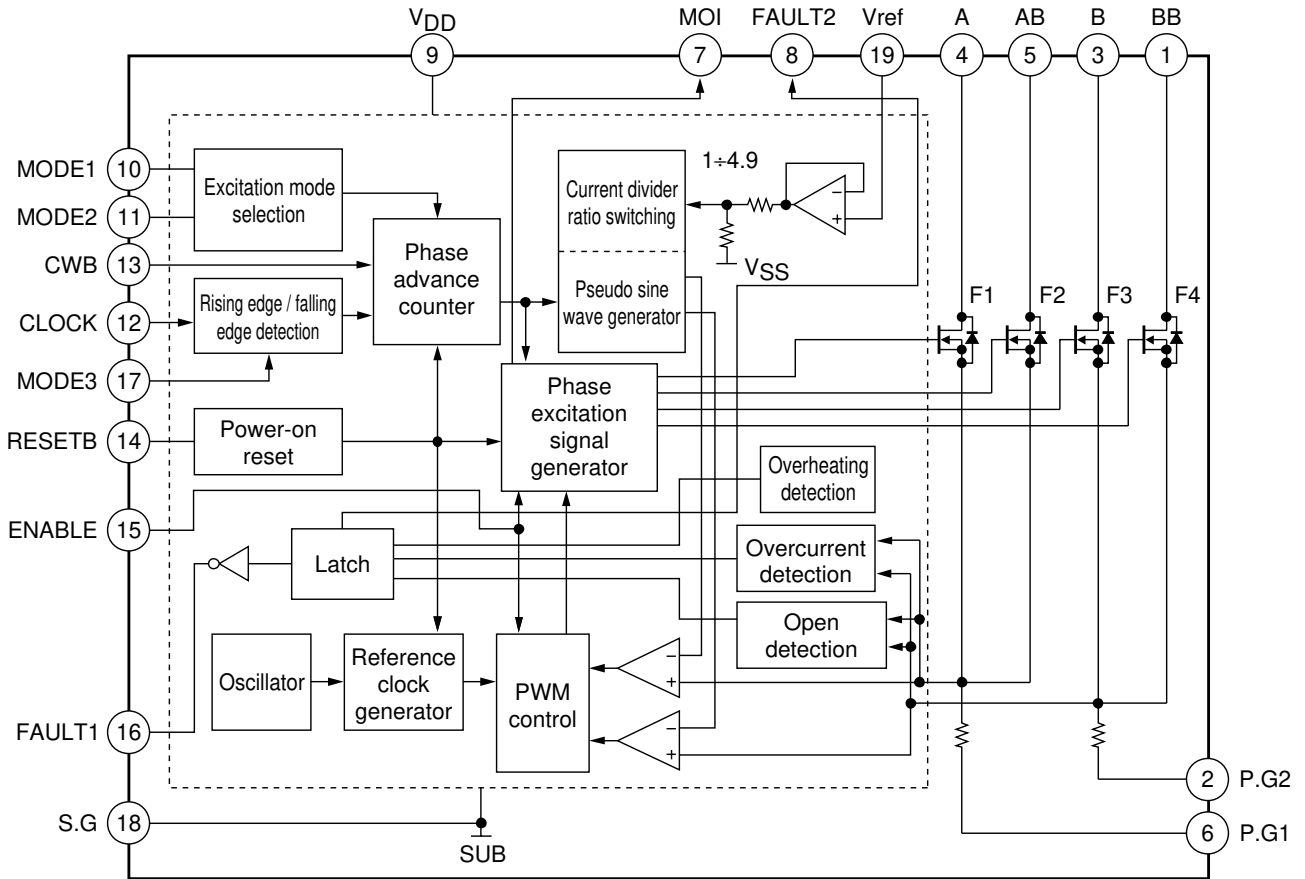 VDD
MOI
FAULT2
Vref
A
AB
B
BB
9
7
8
19
4
5
3
1
MODE1
10
MODE2
11
CWB
13
CLOCK
12
MODE3
17
RESETB
14
ENABLE
15
FAULT1
16
S.G
18
Excitation mode
selection
Phase
advance
counter
Rising edge / falling
edge detection
Power-on
reset
Current divider
ratio switching
Pseudo sine
wave generator
1÷4.9
−
+
VSS
F1
F2
F3
F4
Phase
excitation
signal
generator
Overheating
detection
Overcurrent
detection
Open
detection
Latch
Oscillator
Reference
clock
generator
PWM
control
−
+
−
+
2
P.G2
6
P.G1
SUB